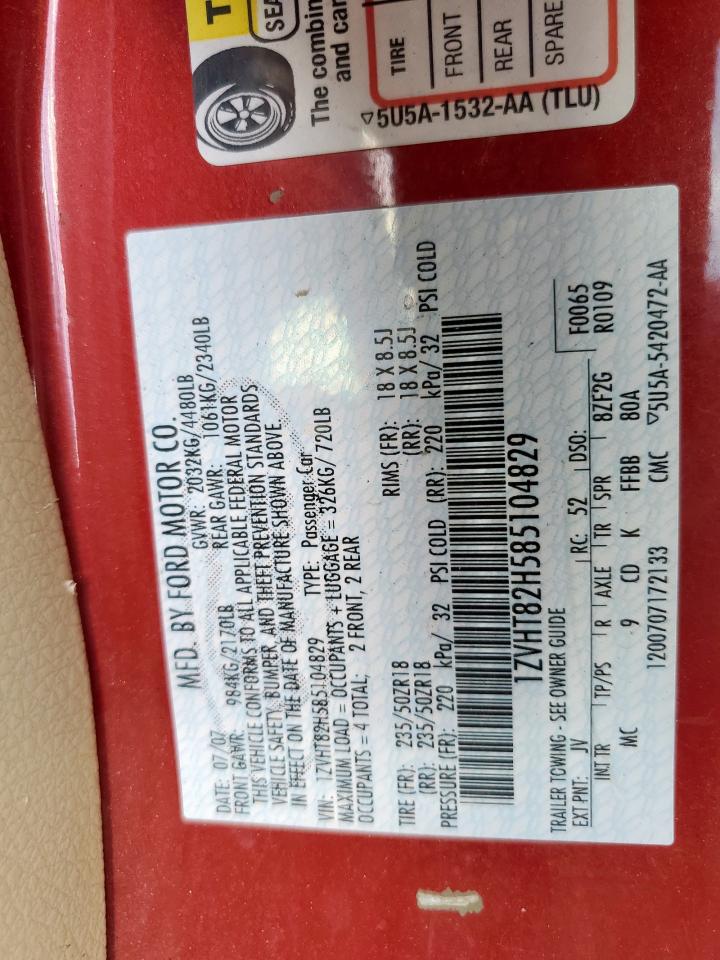 T
SEA
The combin
and car
TIRE
FRONT
REAR
SPARE
▽5U5A-1532-AA (TLU)
MFD. BY FORD MOTOR CO.
DATE: 07/07 GVWR: 2032KG/4480LB
FRONT GAWR: 984KG/2170LB REAR GAWR: 1061KG/2340LB
THIS VEHICLE CONFORMS TO ALL APPLICABLE FEDERAL MOTOR
VEHICLE SAFETY, BUMPER, AND THEFT PREVENTION STANDARDS
IN EFFECT ON THE DATE OF MANUFACTURE SHOWN ABOVE.
VIN: 1ZVHT82H585104829 TYPE: Passenger Car
MAXIMUM LOAD = OCCUPANTS + LUGGAGE = 326KG/ 720LB
OCCUPANTS = 4 TOTAL; 2 FRONT, 2 REAR
TIRE (FR): 235/50ZR18 RIMS (FR): 18 X 8.5J
(RR): 235/50ZR18 (RR): 18 X 8.5J
PRESSURE (FR): 220 kPa/ 32 PSI COLD (RR): 220 kPa/ 32 PSI COLD
1ZVHT82H585104829
TRAILER TOWING - SEE OWNER GUIDE
EXT PNT: JV RC: 52 DSO: F0065
INT TR TP/PS R AXLE TR SPR 8ZF2G R0109
MC 9 CD K FFBB 80A
1200707172133 CMC ▽5U5A-5420472-AA